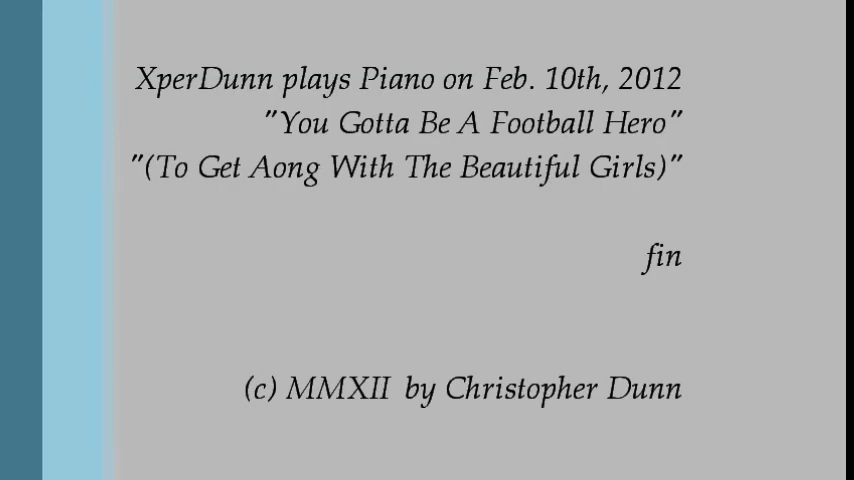 XperDunn plays Piano on Feb. 10th, 2012
"You Gotta Be A Football Hero"
"(To Get Aong With The Beautiful Girls)"
fin
(c) MMXII by Christopher Dunn